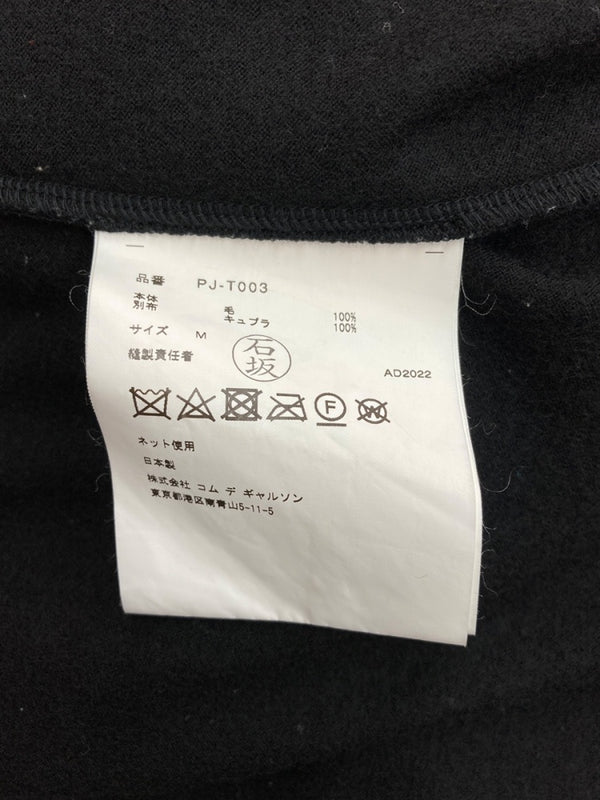 品番 PJ-T003
本体 毛 100%
別布 キュプラ 100%
サイズ M
縫製責任者 石坂
AD2022
F W
ネット使用
日本製
株式会社 コム デ ギャルソン
東京都港区南青山5-11-5